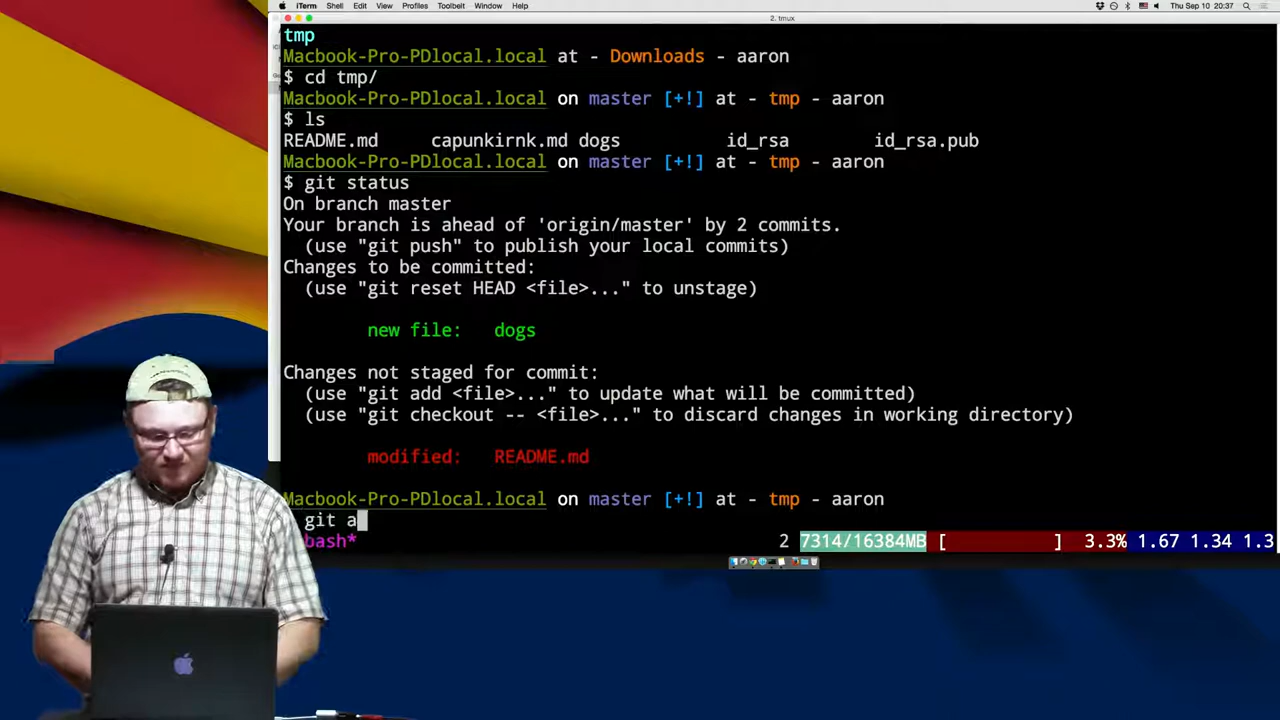 iTerm Shell Edit View Profiles Toolbelt Window Help
Thu Sep 10 20:37
2. tmux
tmp
Macbook-Pro-PDlocal.local at - Downloads - aaron
$ cd tmp/
Macbook-Pro-PDlocal.local on master [+!] at - tmp - aaron
$ ls
README.md capunkirnk.md dogs id_rsa id_rsa.pub
Macbook-Pro-PDlocal.local on master [+!] at - tmp - aaron
$ git status
On branch master
Your branch is ahead of 'origin/master' by 2 commits.
(use "git push" to publish your local commits)
Changes to be committed:
(use "git reset HEAD <file>..." to unstage)
new file: dogs
Changes not staged for commit:
(use "git add <file>..." to update what will be committed)
(use "git checkout -- <file>..." to discard changes in working directory)
modified: README.md
Macbook-Pro-PDlocal.local on master [+!] at - tmp - aaron
git a
bash* 2 7314/16384MB [ ] 3.3% 1.67 1.34 1.3